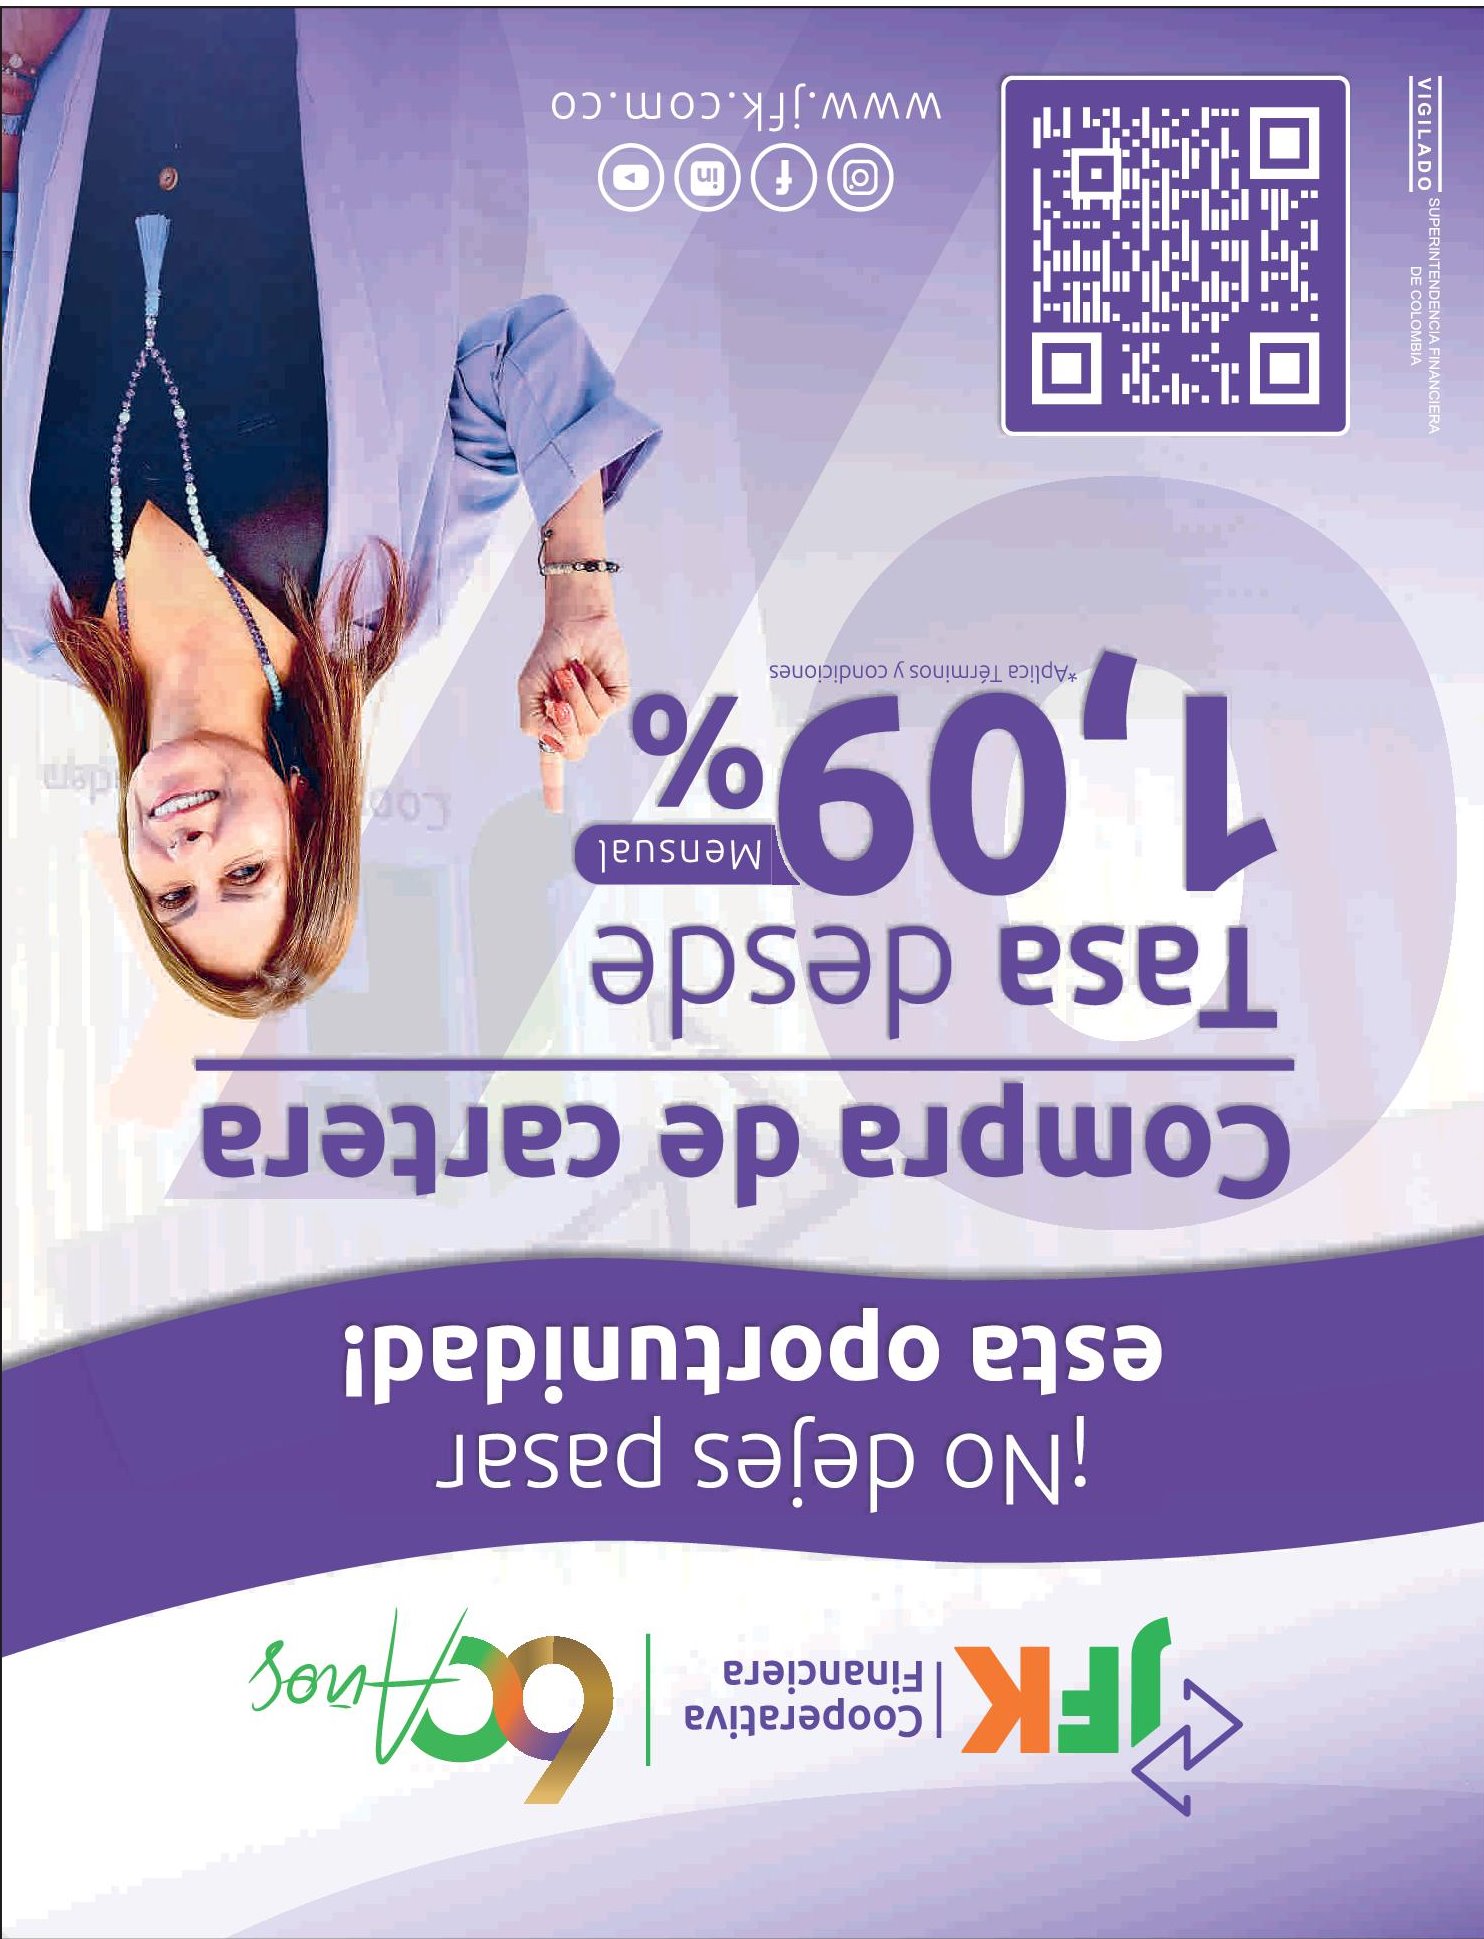 JFK
Cooperativa
Financiera
60 Años
¡No dejes pasar
esta oportunidad!
Compra de cartera
Tasa desde
1,09%
Mensual
*Aplica Términos y condiciones
www.jfk.com.co
VIGILADO
SUPERINTENDENCIA FINANCIERA
DE COLOMBIA